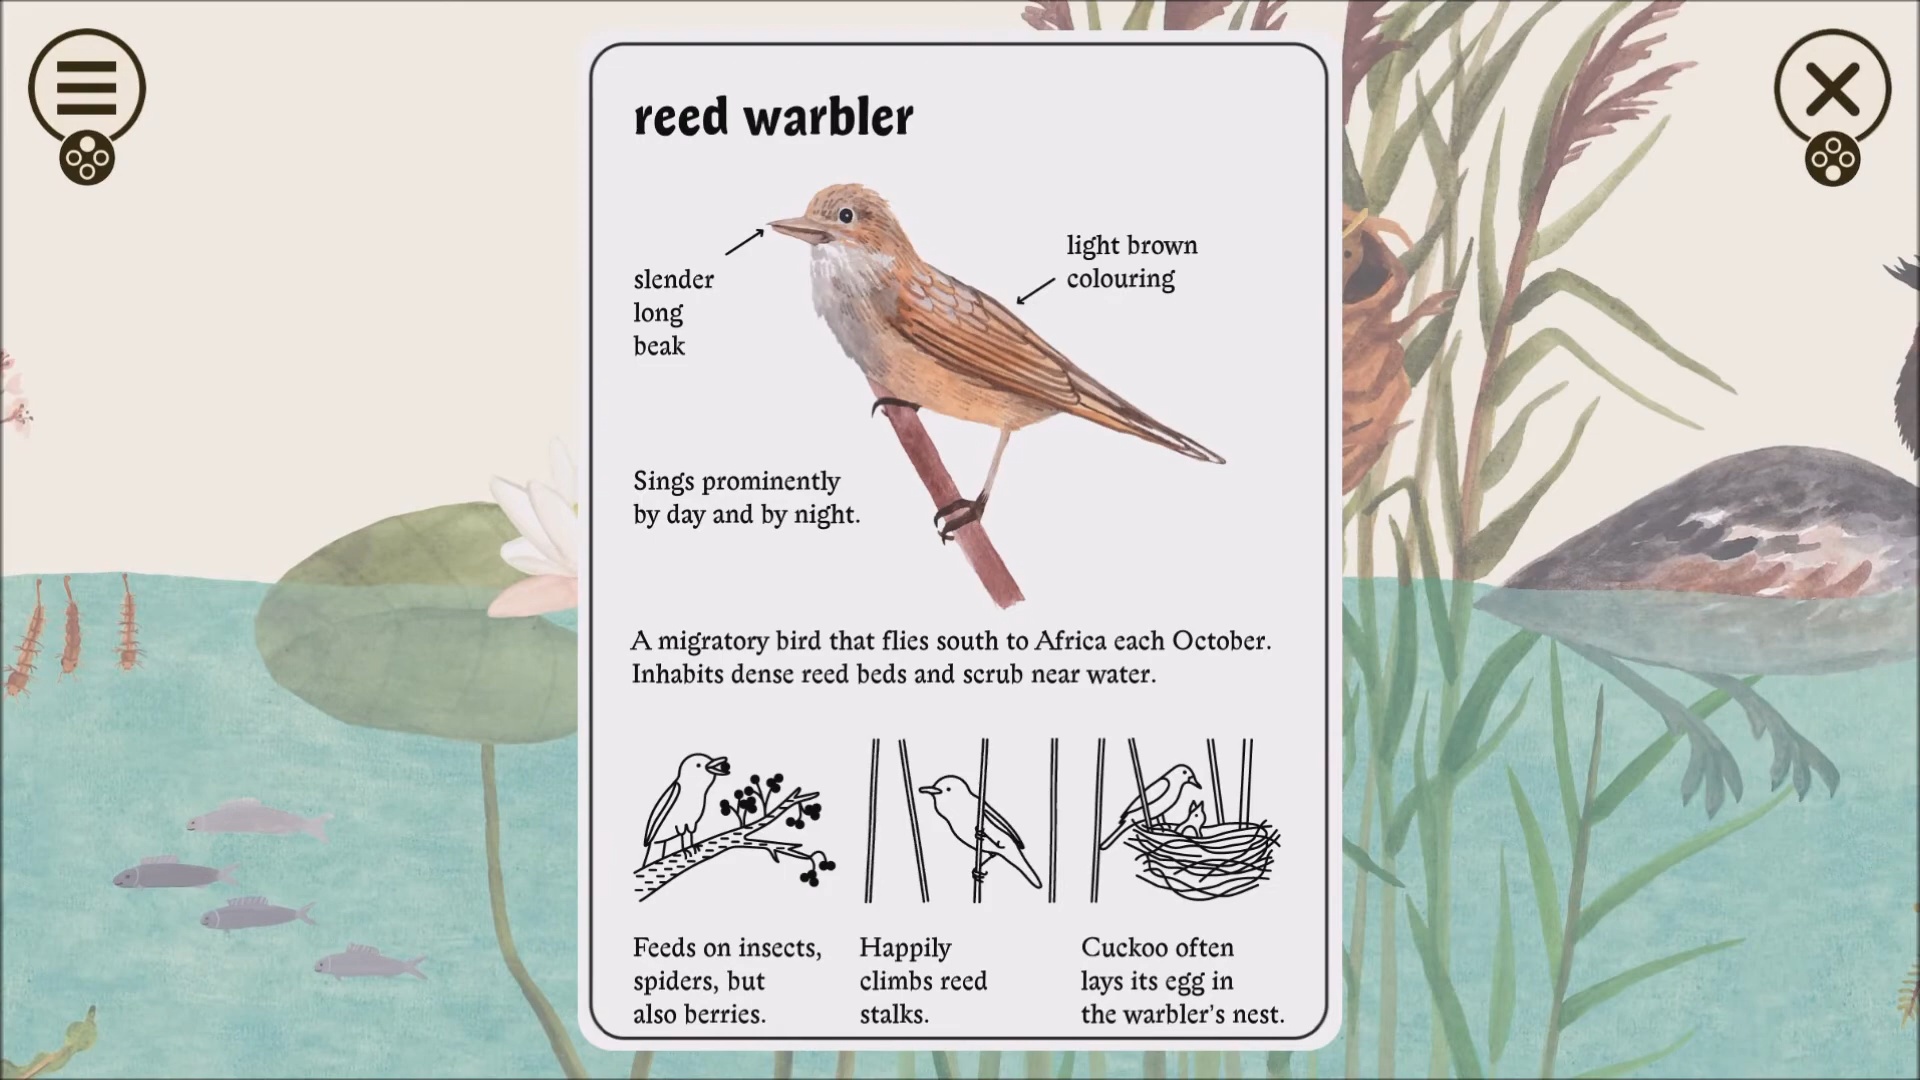 reed warbler
slender
long
beak
light brown
colouring
Sings prominently
by day and by night.
A migratory bird that flies south to Africa each October.
Inhabits dense reed beds and scrub near water.
Feeds on insects,
spiders, but
also berries.
Happily
climbs reed
stalks.
Cuckoo often
lays its egg in
the warbler's nest.